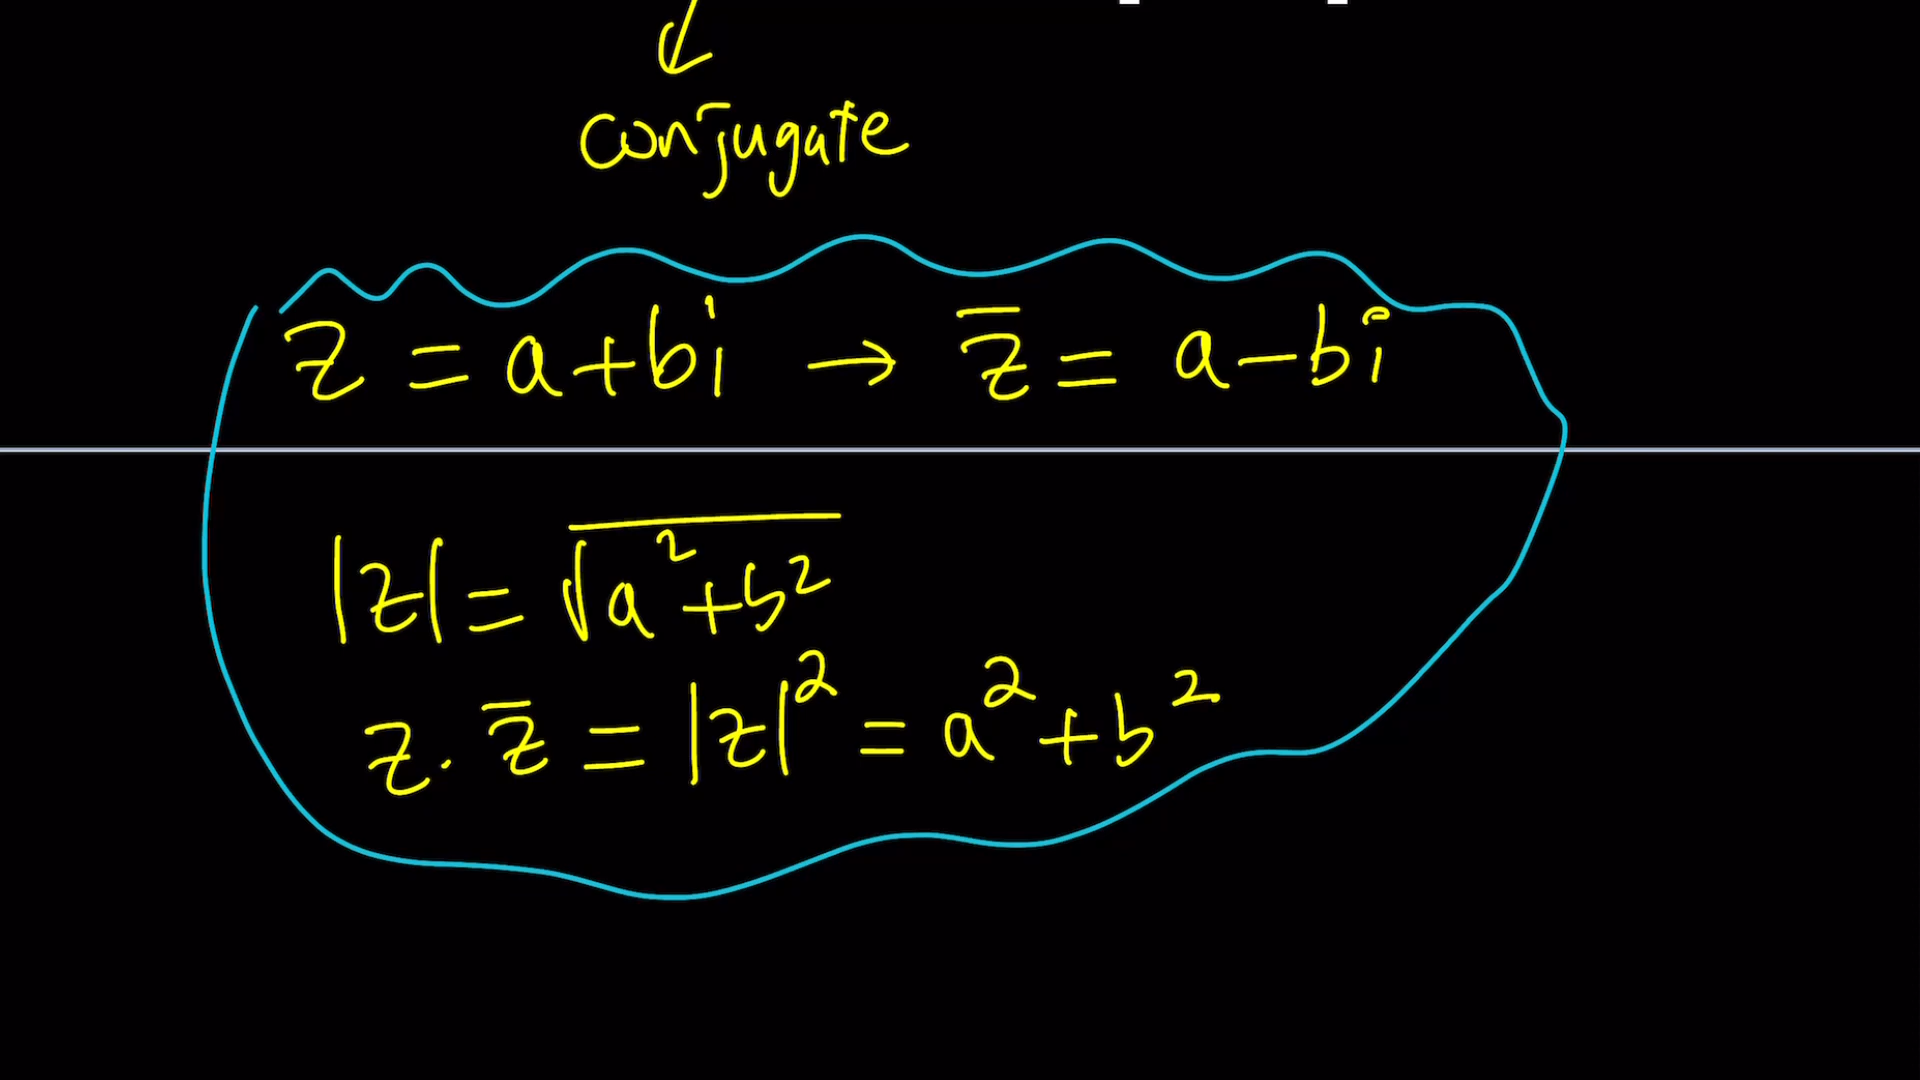 conjugate
z = a+bi → z̅ = a-bi
|z| = √a²+b²
z · z̅ = |z|² = a²+b²